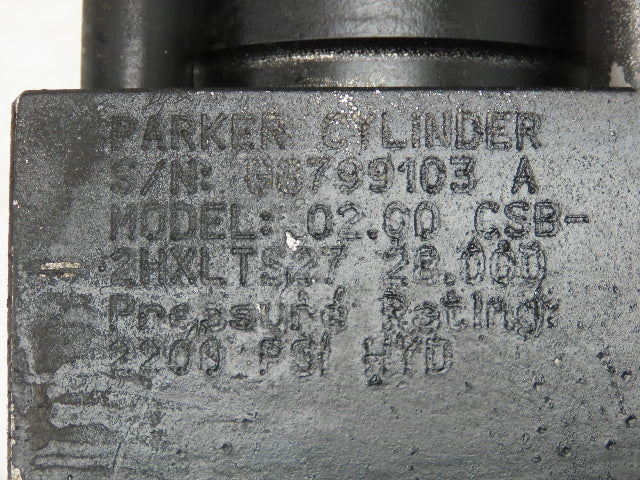 PARKER CYLINDER
S/N: 08799103 A
MODEL: 02.00 CSB-
2HXLTS27 28.000
Pressure Rating:
2200 PSI HYD